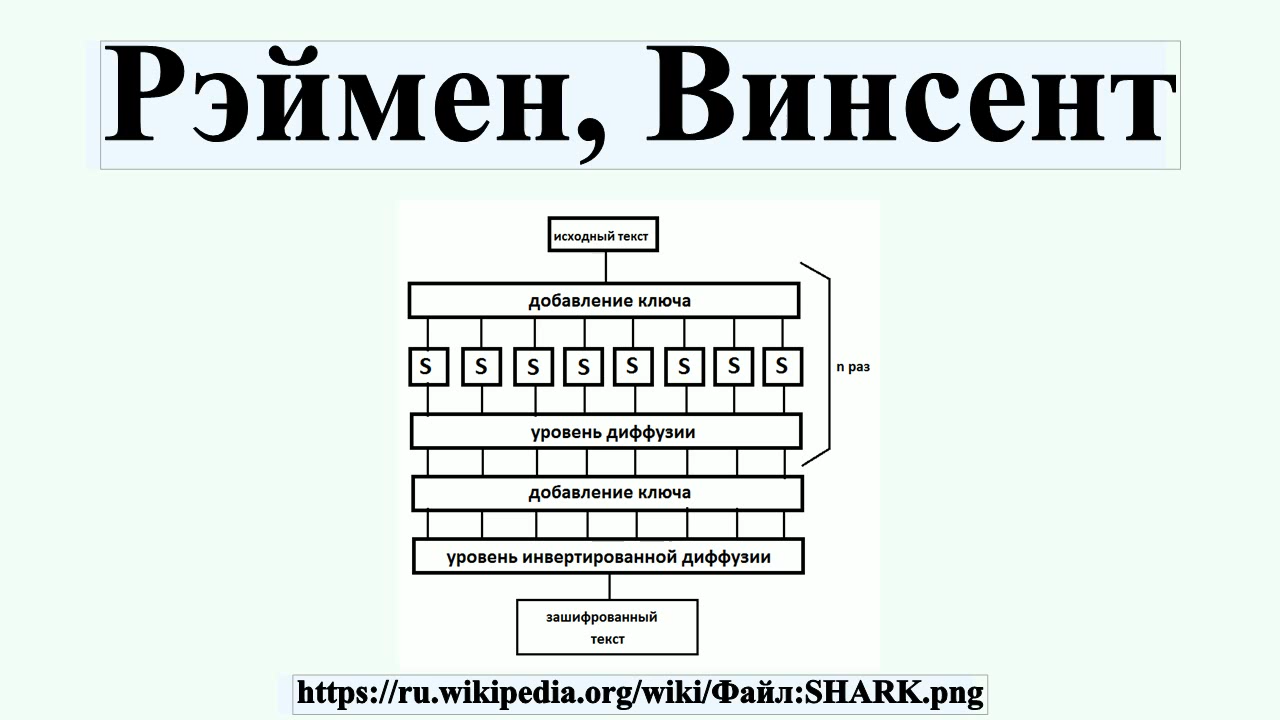 Рэймен, Винсент
исходный текст
добавление ключа
S S S S S S S S
n раз
уровень диффузии
добавление ключа
уровень инвертированной диффузии
зашифрованный
текст
https://ru.wikipedia.org/wiki/Файл:SHARK.png